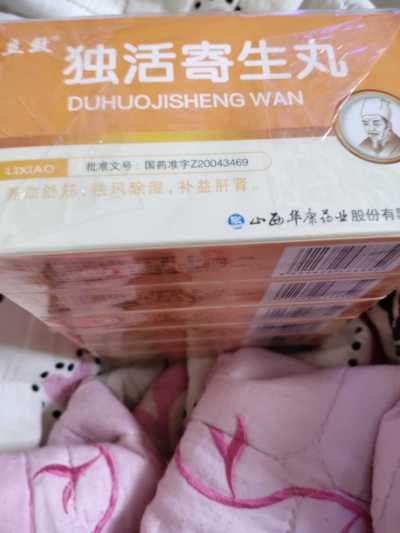 立效®
独活寄生丸
DUHUOJISHENG WAN
LIXIAO 批准文号：国药准字Z20043469
养血舒筋，祛风除湿，补益肝肾。
山西华康药业股份有限